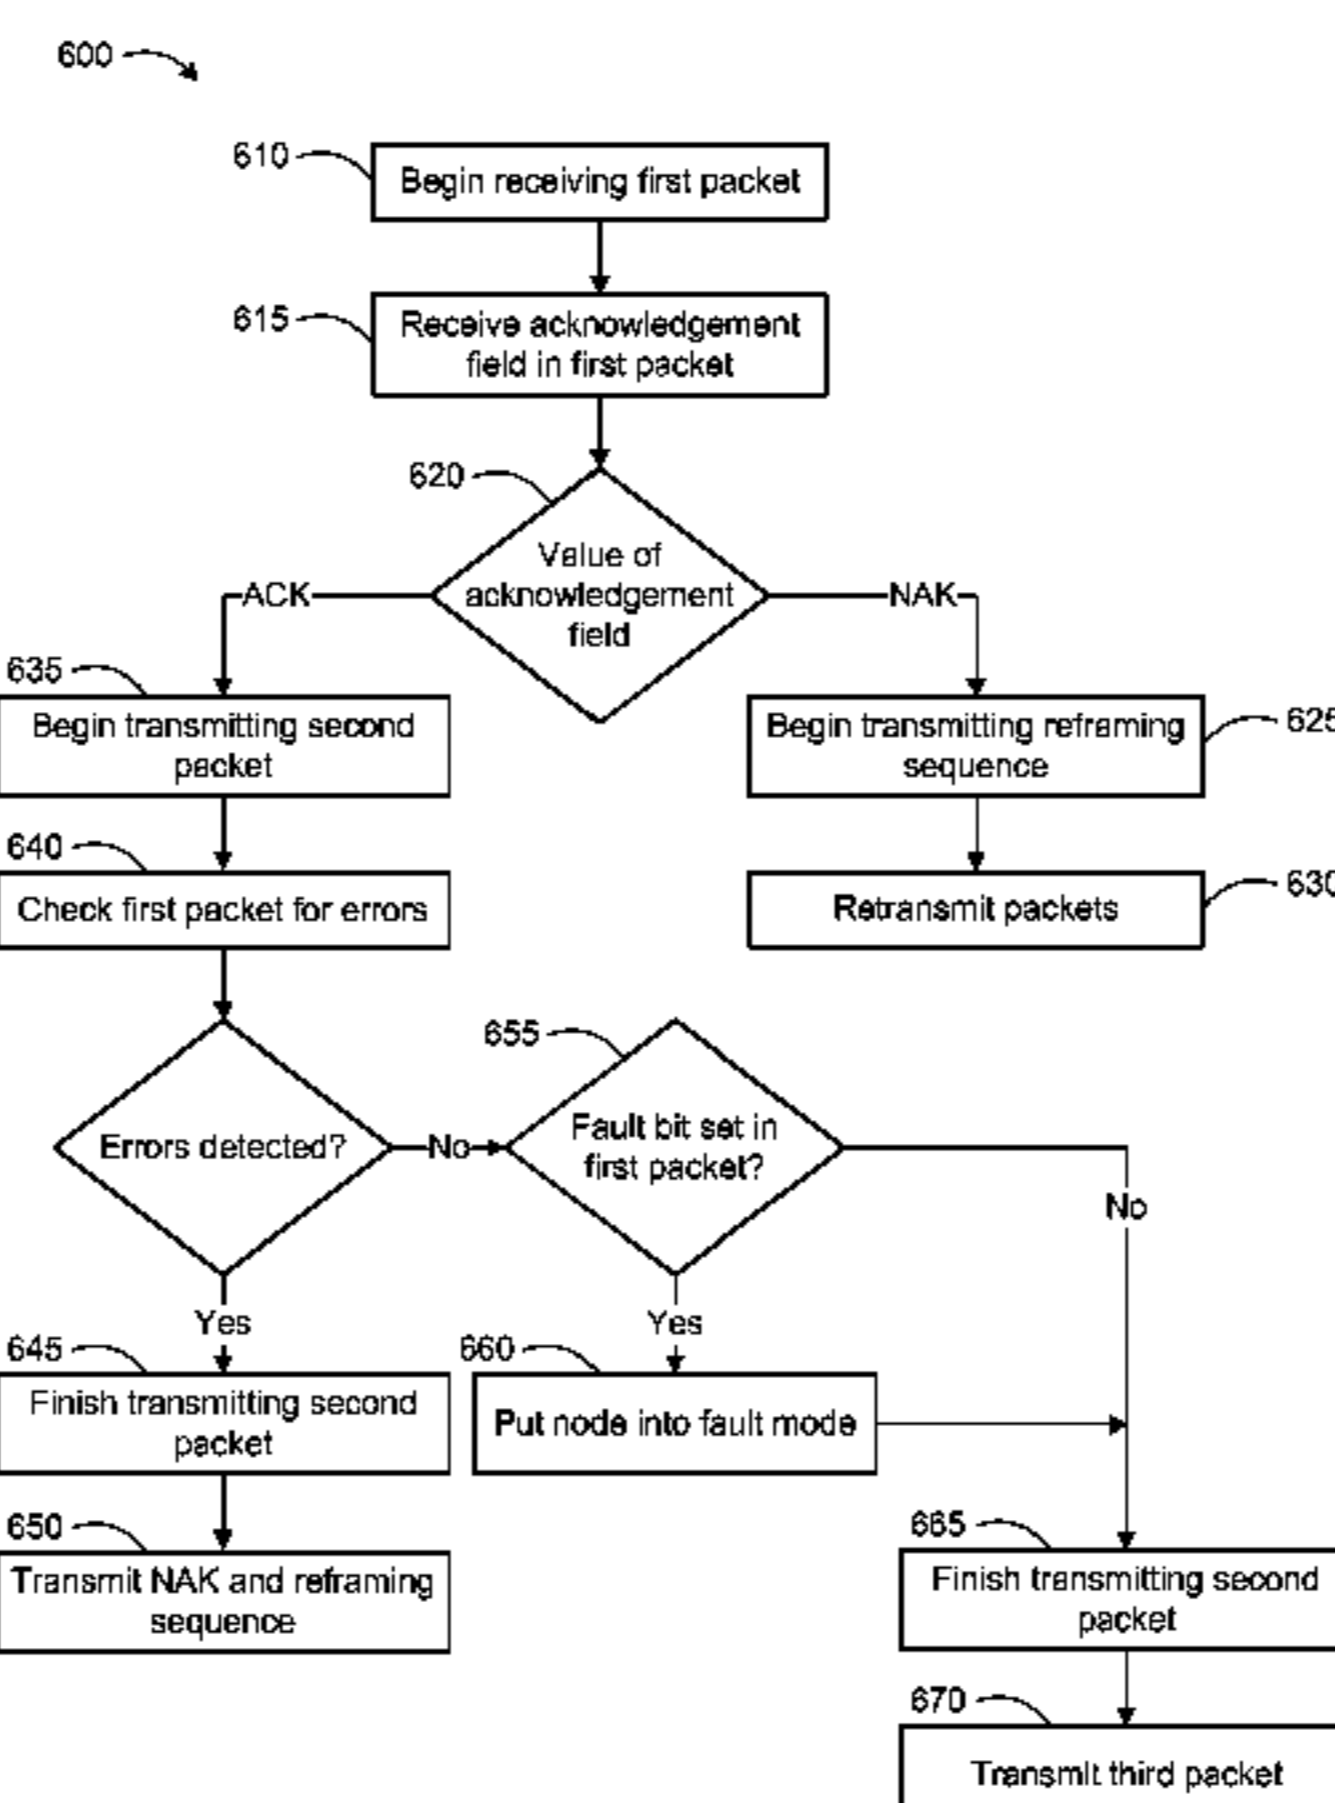 600
610
Begin receiving first packet
615
Receive acknowledgement
field in first packet
620
Value of
acknowledgement
field
ACK
NAK
635
Begin transmitting second
packet
Begin transmitting reframing
sequence
625
640
Check first packet for errors
Retransmit packets
630
655
Errors detected?
No
Fault bit set in
first packet?
No
Yes
Yes
645
Finish transmitting second
packet
660
Put node into fault mode
650
Transmit NAK and reframing
sequence
665
Finish transmitting second
packet
670
Transmit third packet